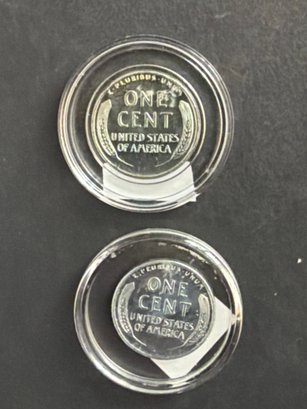 E·PLURIBUS·UNUM
ONE
CENT
UNITED STATES
OF AMERICA
E·PLURIBUS·UNUM
ONE
CENT
UNITED STATES
OF AMERICA